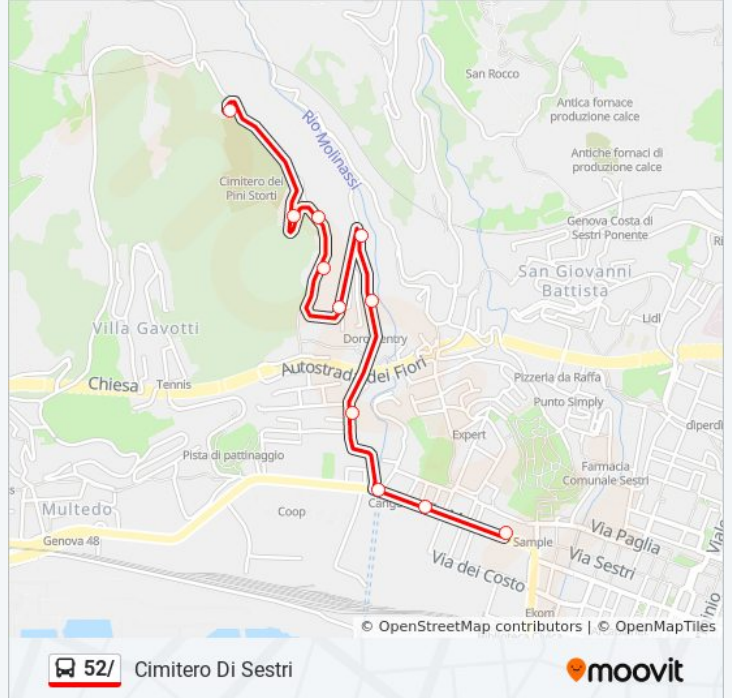 San Rocco
Antica fornace
produzione calce
Rio Molinassi
Antiche fornaci di
produzione calce
Cimitero dei
Pini Storti
Genova Costa di
Sestri Ponente
San Giovanni
Battista
Villa Gavotti
Lidl
Autostrada dei Fiori
Chiesa
Tennis
Pizzeria da Raffa
Punto Simply
Expert
Pista di pattinaggio
Farmacia
Comunale Sestri
Multedo
Coop
Genova 48
Sample
Via Paglia
Via Sestri
Via dei Costo
Ekom
© OpenStreetMap contributors | © OpenMapTiles
52/ Cimitero Di Sestri
moovit